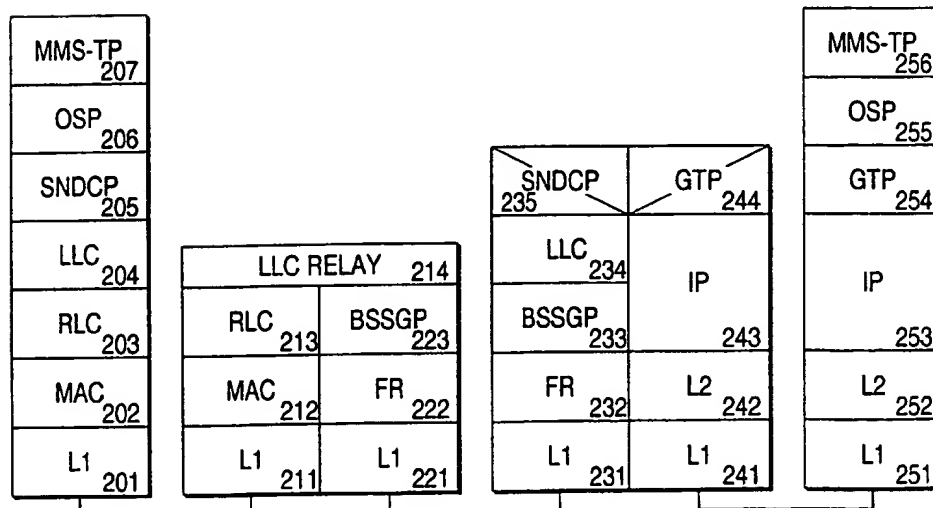 MMS-TP
207
OSP
206
SNDCP
205
LLC
204
RLC
203
MAC
202
L1
201
LLC RELAY 214
RLC
213
BSSGP
223
MAC
212
FR
222
L1
211
L1
221
SNDCP
235
GTP
244
LLC
234
IP
243
BSSGP
233
FR
232
L2
242
L1
231
L1
241
MMS-TP
256
OSP
255
GTP
254
IP
253
L2
252
L1
251